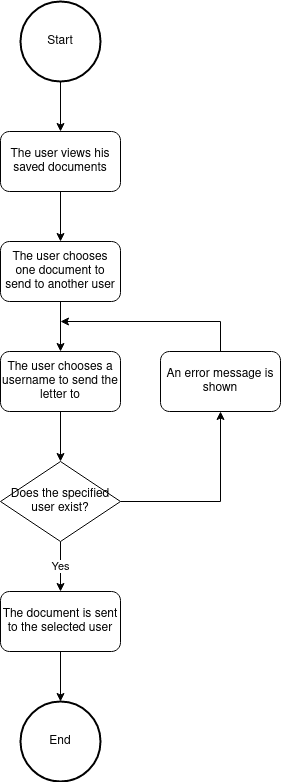 Start
The user views his
saved documents
The user chooses
one document to
send to another user
The user chooses a
username to send the
letter to
An error message is
shown
Does the specified
user exist?
Yes
The document is sent
to the selected user
End